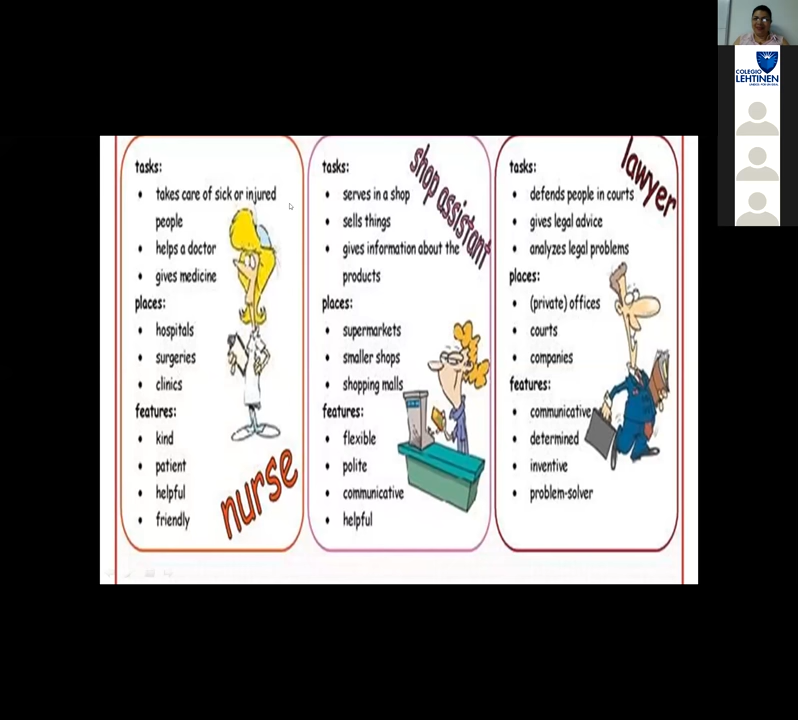 tasks:
• takes care of sick or injured
people
• helps a doctor
• gives medicine
places:
• hospitals
• surgeries
• clinics
features:
• kind
• patient
• helpful
• friendly
nurse
shop assistant
tasks:
• serves in a shop
• sells things
• gives information about the
products
places:
• supermarkets
• smaller shops
• shopping malls
features:
• flexible
• polite
• communicative
• helpful
lawyer
tasks:
• defends people in courts
• gives legal advice
• analyzes legal problems
places:
• (private) offices
• courts
• companies
features:
• communicative
• determined
• inventive
• problem-solver
COLEGIO
LEHTINEN